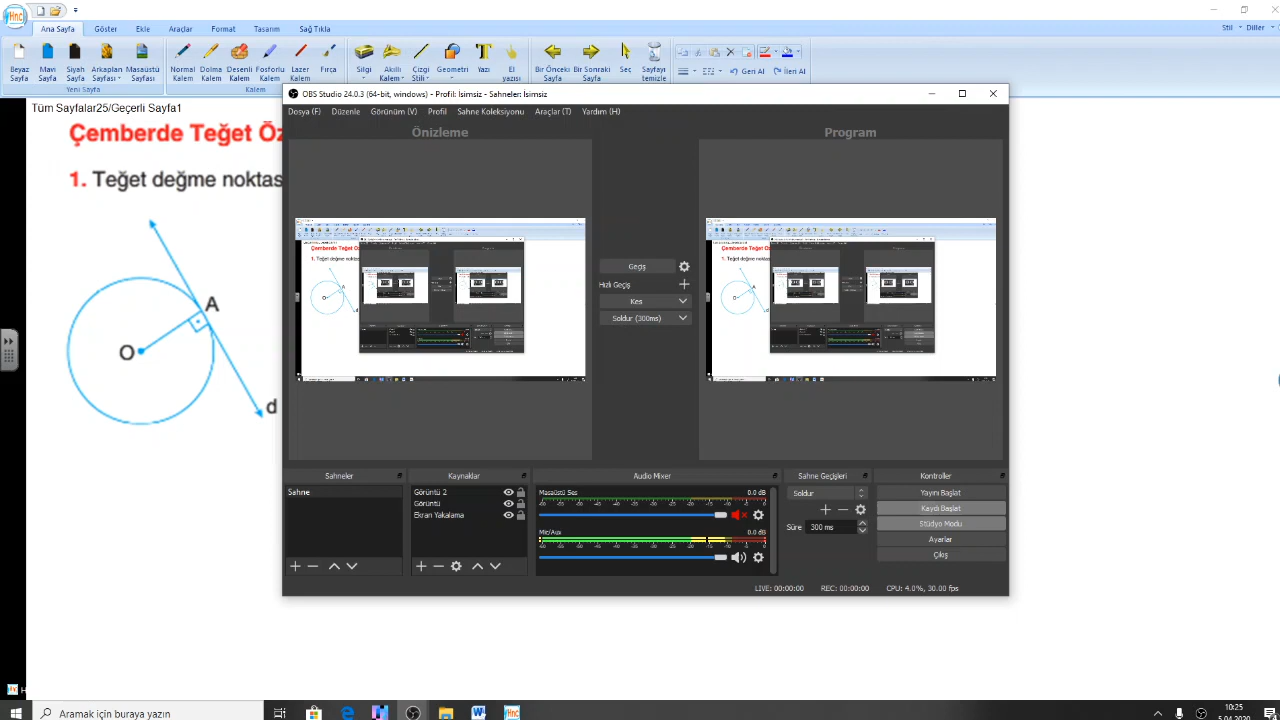 Ana Sayfa Göster Ekle Araçlar Format Tasarım Sağ Tıkla
Stil Diller
Beyaz Sayfa Mavi Sayfa Siyah Sayfa Arkaplan Sayfası Masaüstü Sayfası
Normal Kalem Dolma Kalem Desenli Kalem Fosforlu Kalem Lazer Kalem Fırça
Silgi Akıllı Kalem Çizgi Stili Geometri Yazı El yazısı
Bir Önceki Sayfa Bir Sonraki Sayfa Seç Sayfayı temizle
Geri Al İleri Al
Yeni Sayfa Kalem
Tüm Sayfalar25/Geçerli Sayfa1
Çemberde Teğet Öz
1. Teğet değme noktas
A
O
d
OBS Studio 24.0.3 (64-bit, windows) - Profil: İsimsiz - Sahneler: İsimsiz
Dosya (F) Düzenle Görünüm (V) Profil Sahne Koleksiyonu Araçlar (T) Yardım (H)
Önizleme Program
Geçiş
Hızlı Geçiş
Kes
Soldur (300ms)
Sahneler Kaynaklar Audio Mixer Sahne Geçişleri Kontroller
Sahne
Görüntü 2
Görüntü
Ekran Yakalama
Masaüstü Ses 0.0 dB
Mic/Aux 0.0 dB
Soldur
Süre 300 ms
Yayını Başlat
Kaydı Başlat
Stüdyo Modu
Ayarlar
Çıkış
LIVE: 00:00:00 REC: 00:00:00 CPU: 4.0%, 30.00 fps
Aramak için buraya yazın
10:25
5.04.2020